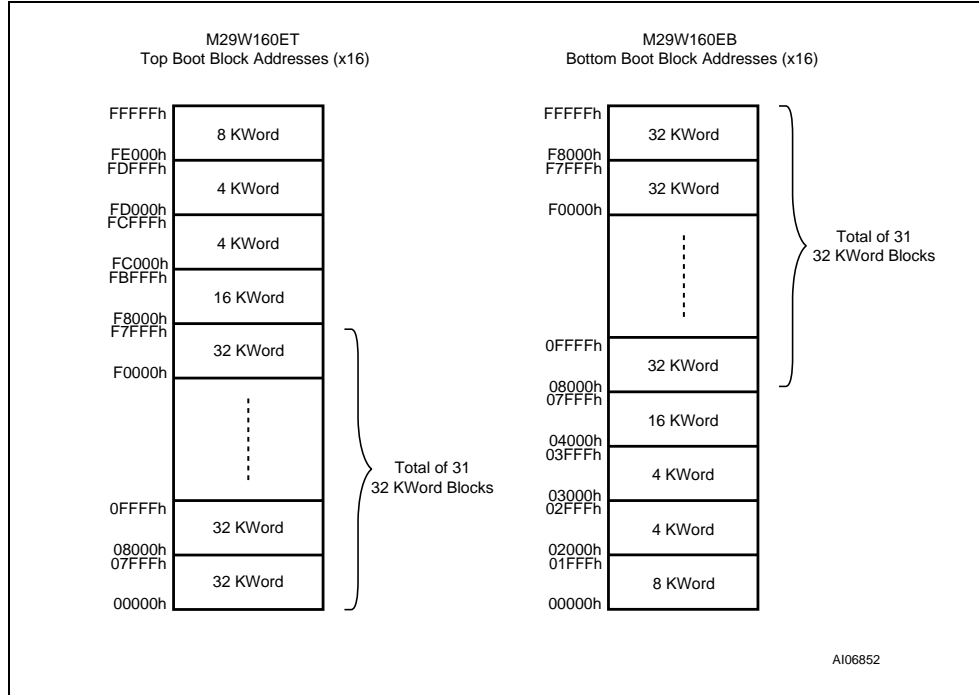 M29W160ET
Top Boot Block Addresses (x16)
FFFFFh
8 KWord
FE000h
FDFFFh
4 KWord
FD000h
FCFFFh
4 KWord
FC000h
FBFFFh
16 KWord
F8000h
F7FFFh
32 KWord
F0000h
Total of 31
32 KWord Blocks
0FFFFh
32 KWord
08000h
07FFFh
32 KWord
00000h
M29W160EB
Bottom Boot Block Addresses (x16)
FFFFFh
32 KWord
F8000h
F7FFFh
32 KWord
F0000h
Total of 31
32 KWord Blocks
0FFFFh
32 KWord
08000h
07FFFh
16 KWord
04000h
03FFFh
4 KWord
03000h
02FFFh
4 KWord
02000h
01FFFh
8 KWord
00000h
AI06852